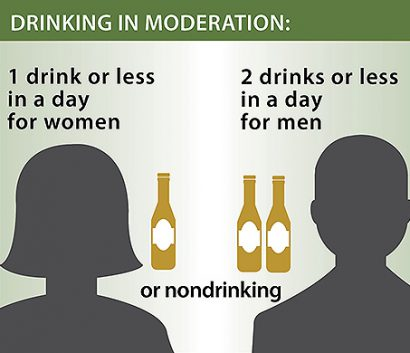 DRINKING IN MODERATION:
1 drink or less
in a day
for women
2 drinks or less
in a day
for men
or nondrinking